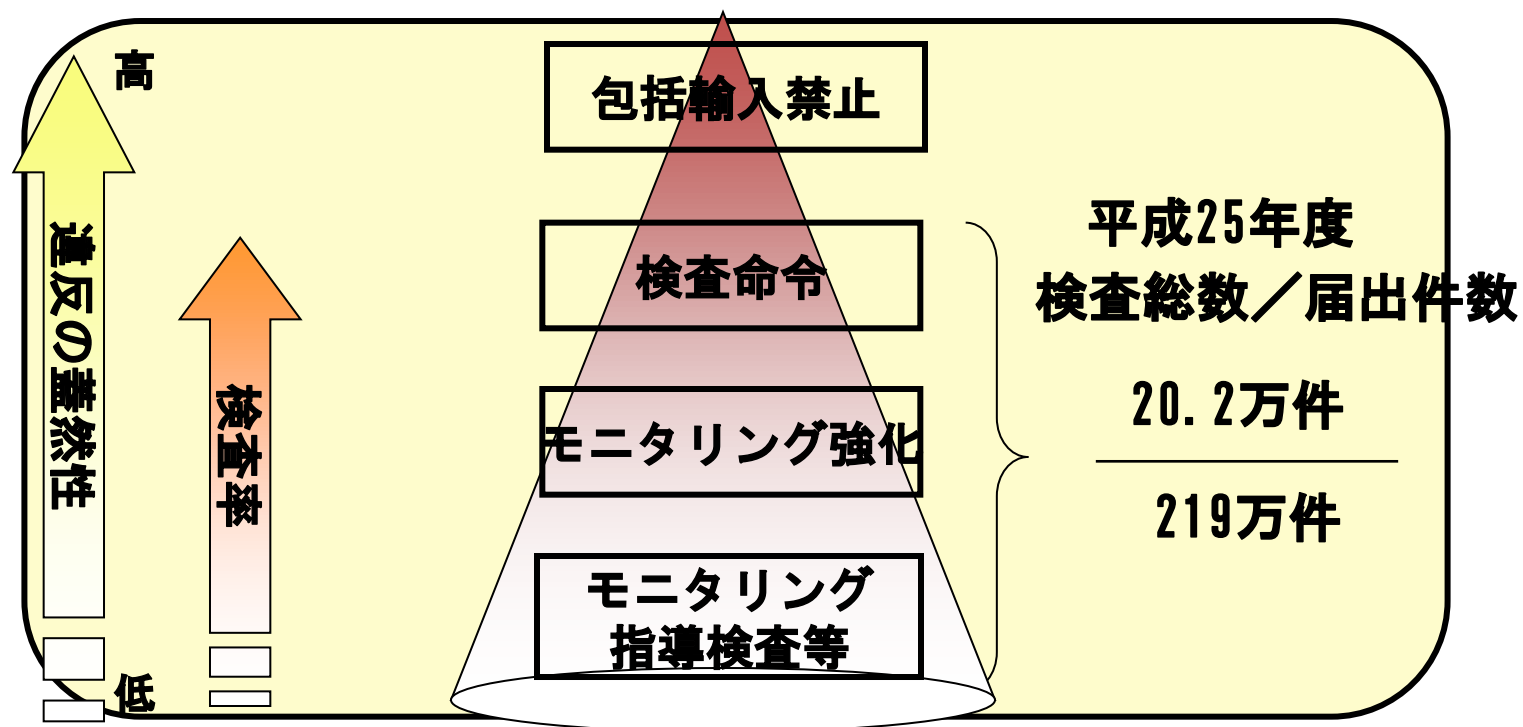 高
違反の蓋然性
低
検査率
包括輸入禁止
検査命令
モニタリング強化
モニタリング
指導検査等
平成25年度
検査総数／届出件数
20.2万件
219万件